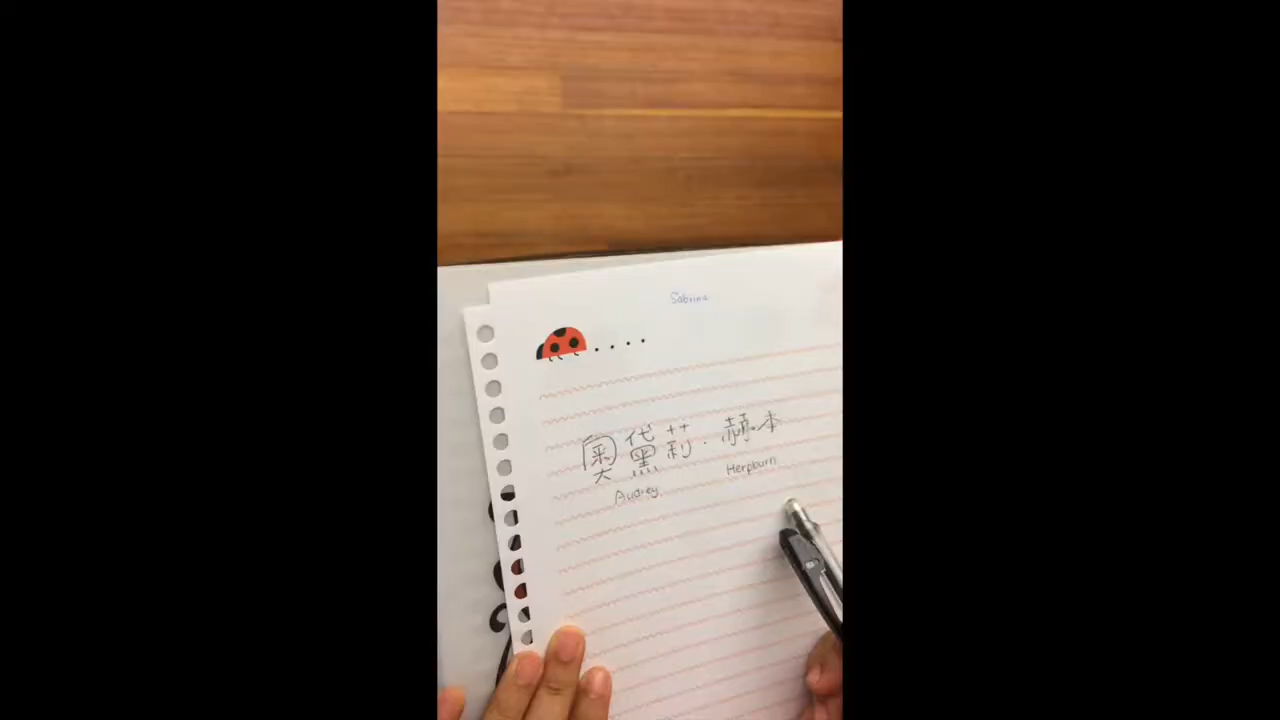 Sabrina
奧黛莉.赫本
Audrey Herpburn